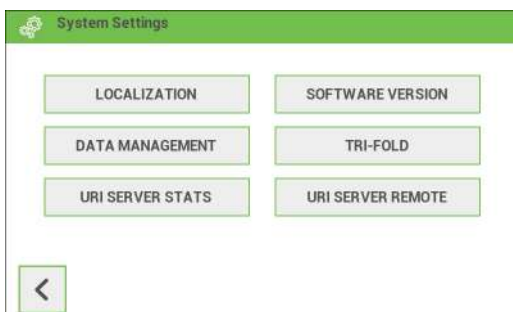 System Settings
LOCALIZATION
SOFTWARE VERSION
DATA MANAGEMENT
TRI-FOLD
URI SERVER STATS
URI SERVER REMOTE